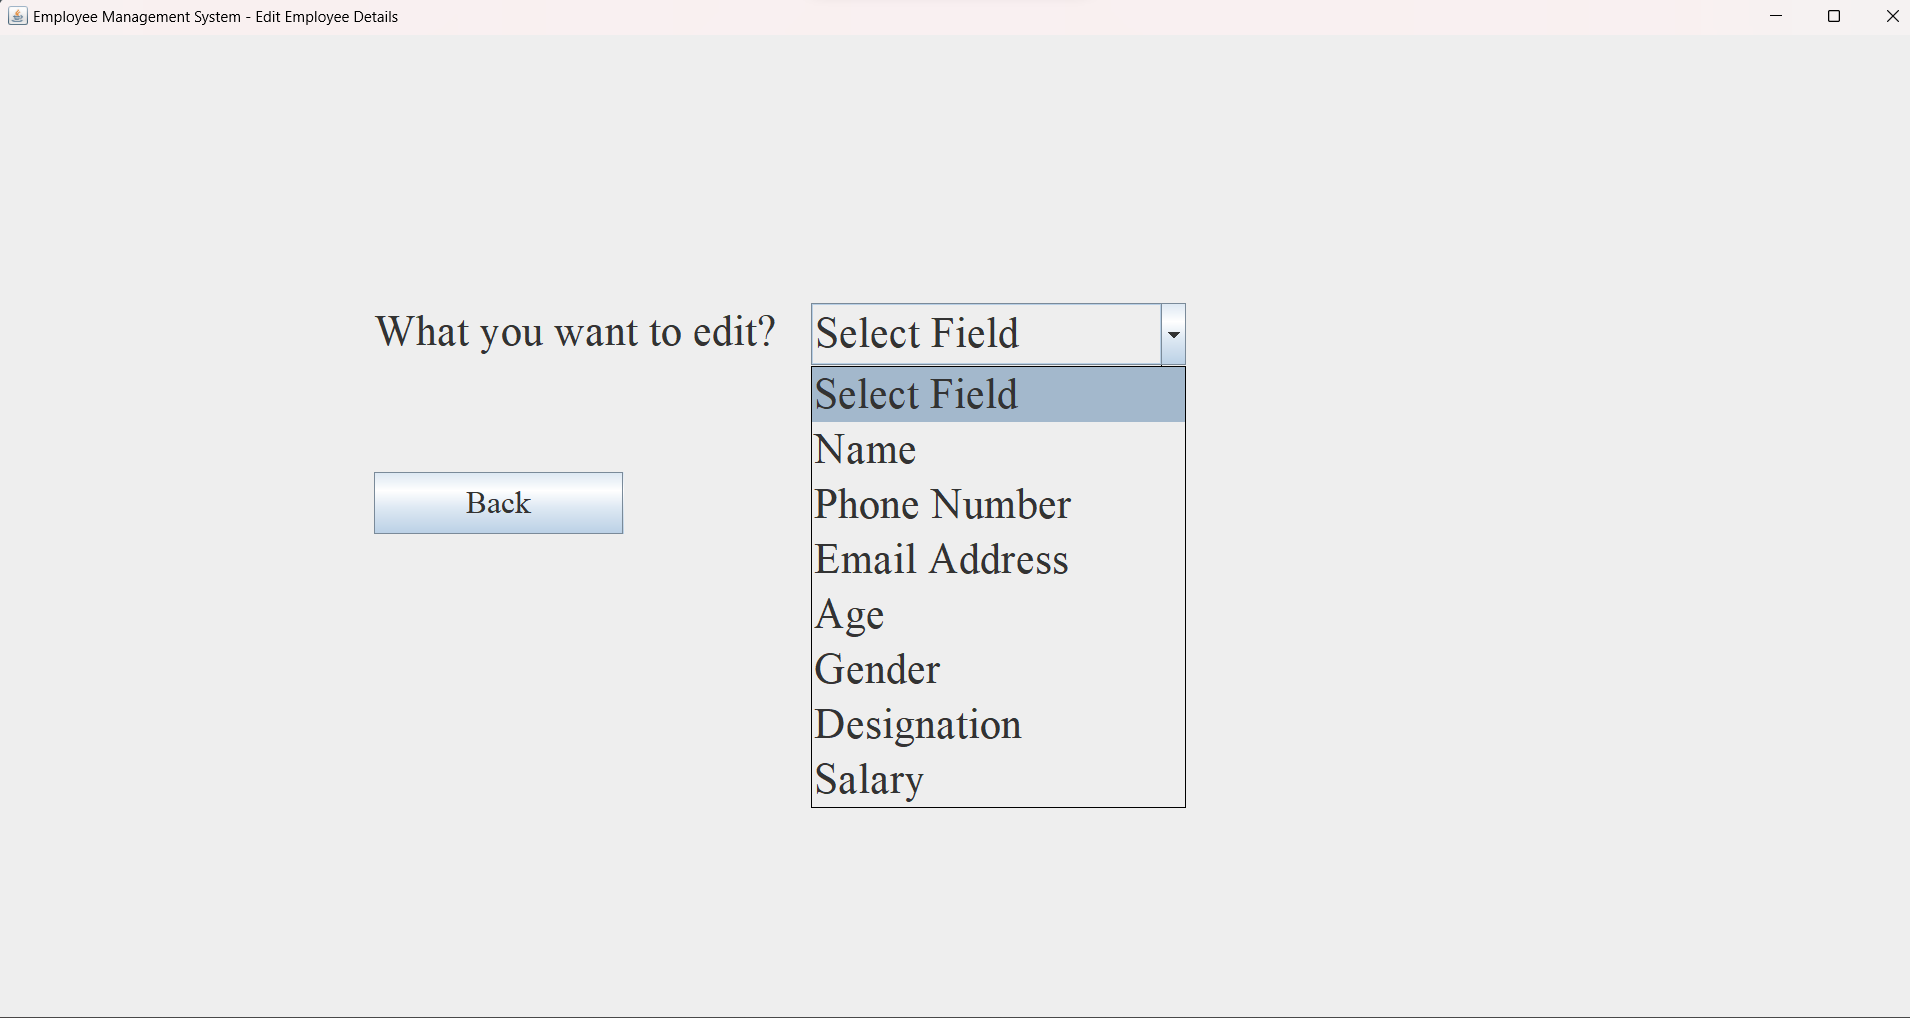 Employee Management System - Edit Employee Details
What you want to edit?
Select Field
Select Field
Name
Phone Number
Email Address
Age
Gender
Designation
Salary
Back